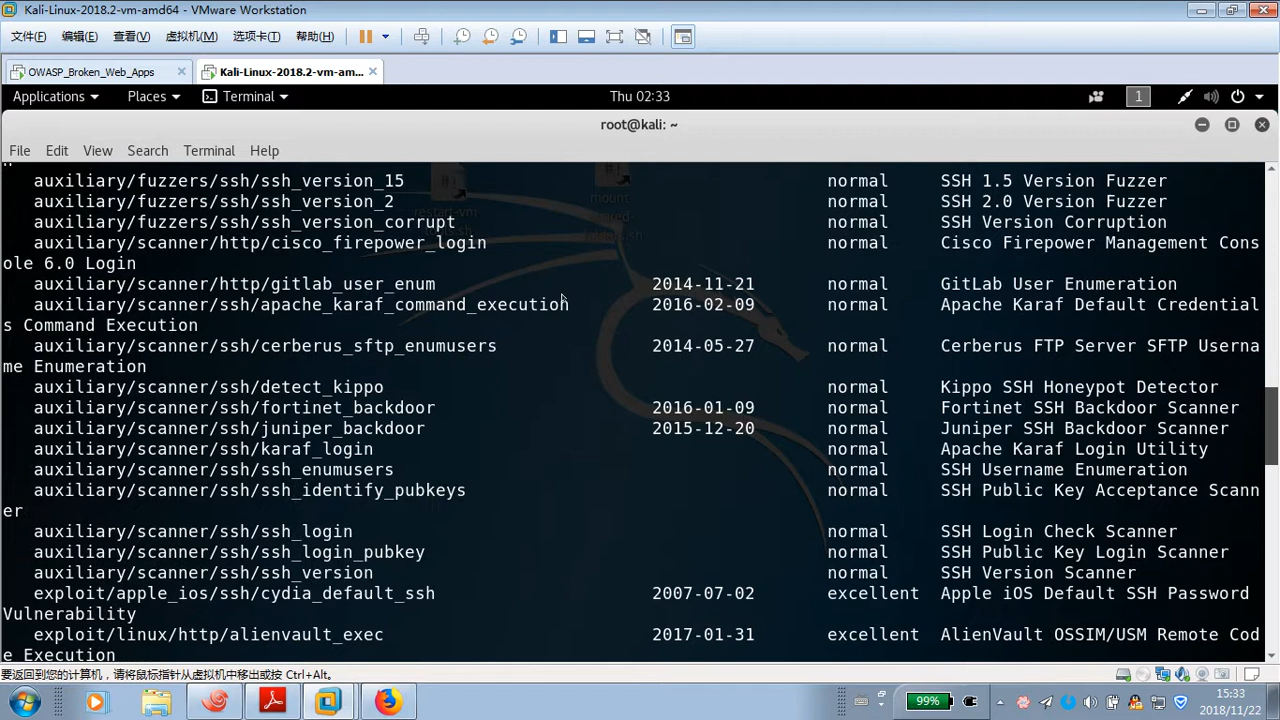 Kali-Linux-2018.2-vm-amd64 - VMware Workstation
文件(F) 编辑(E) 查看(V) 虚拟机(M) 选项卡(T) 帮助(H)
OWASP_Broken_Web_Apps Kali-Linux-2018.2-vm-am...
Applications Places Terminal Thu 02:33 1
root@kali: ~
File Edit View Search Terminal Help
auxiliary/fuzzers/ssh/ssh_version_15 normal SSH 1.5 Version Fuzzer
auxiliary/fuzzers/ssh/ssh_version_2 normal SSH 2.0 Version Fuzzer
auxiliary/fuzzers/ssh/ssh_version_corrupt normal SSH Version Corruption
auxiliary/scanner/http/cisco_firepower_login normal Cisco Firepower Management Cons
ole 6.0 Login
auxiliary/scanner/http/gitlab_user_enum 2014-11-21 normal GitLab User Enumeration
auxiliary/scanner/ssh/apache_karaf_command_execution 2016-02-09 normal Apache Karaf Default Credential
s Command Execution
auxiliary/scanner/ssh/cerberus_sftp_enumusers 2014-05-27 normal Cerberus FTP Server SFTP Userna
me Enumeration
auxiliary/scanner/ssh/detect_kippo normal Kippo SSH Honeypot Detector
auxiliary/scanner/ssh/fortinet_backdoor 2016-01-09 normal Fortinet SSH Backdoor Scanner
auxiliary/scanner/ssh/juniper_backdoor 2015-12-20 normal Juniper SSH Backdoor Scanner
auxiliary/scanner/ssh/karaf_login normal Apache Karaf Login Utility
auxiliary/scanner/ssh/ssh_enumusers normal SSH Username Enumeration
auxiliary/scanner/ssh/ssh_identify_pubkeys normal SSH Public Key Acceptance Scann
er
auxiliary/scanner/ssh/ssh_login normal SSH Login Check Scanner
auxiliary/scanner/ssh/ssh_login_pubkey normal SSH Public Key Login Scanner
auxiliary/scanner/ssh/ssh_version normal SSH Version Scanner
exploit/apple_ios/ssh/cydia_default_ssh 2007-07-02 excellent Apple iOS Default SSH Password
Vulnerability
exploit/linux/http/alienvault_exec 2017-01-31 excellent AlienVault OSSIM/USM Remote Cod
e Execution
要返回到您的计算机，请将鼠标指针从虚拟机中移出或按 Ctrl+Alt。
99% 15:33
2018/11/22